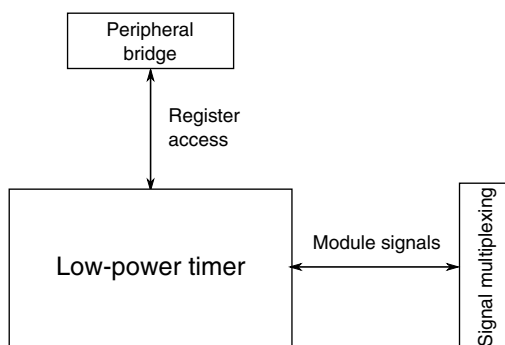 Peripheral
bridge
Register
access
Low-power timer
Module signals
Signal multiplexing